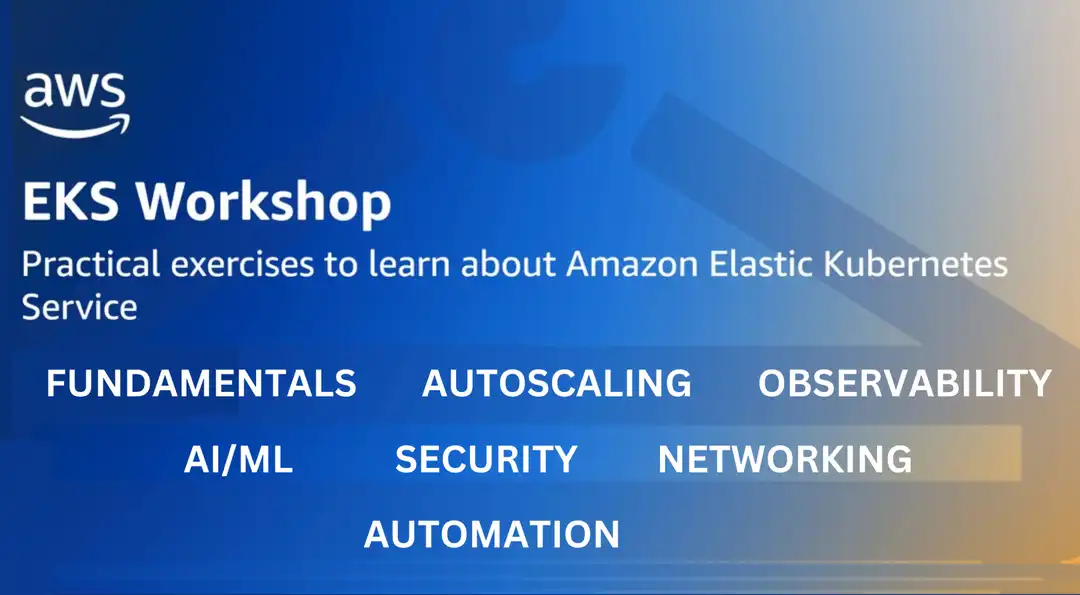 aws
EKS Workshop
Practical exercises to learn about Amazon Elastic Kubernetes
Service
FUNDAMENTALS AUTOSCALING OBSERVABILITY
AI/ML SECURITY NETWORKING
AUTOMATION